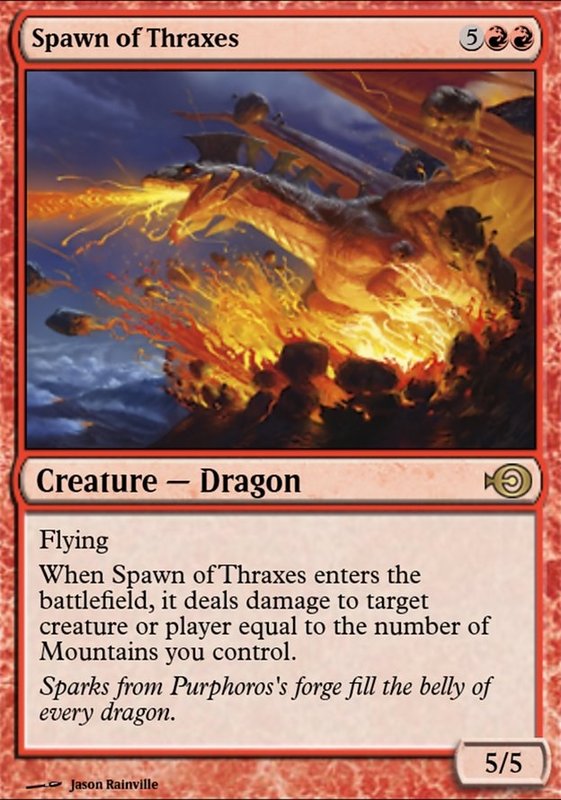 Spawn of Thraxes 5
Creature — Dragon
Flying
When Spawn of Thraxes enters the
battlefield, it deals damage to target
creature or player equal to the number of
Mountains you control.
Sparks from Purphoros's forge fill the belly of
every dragon.
5/5
Jason Rainville